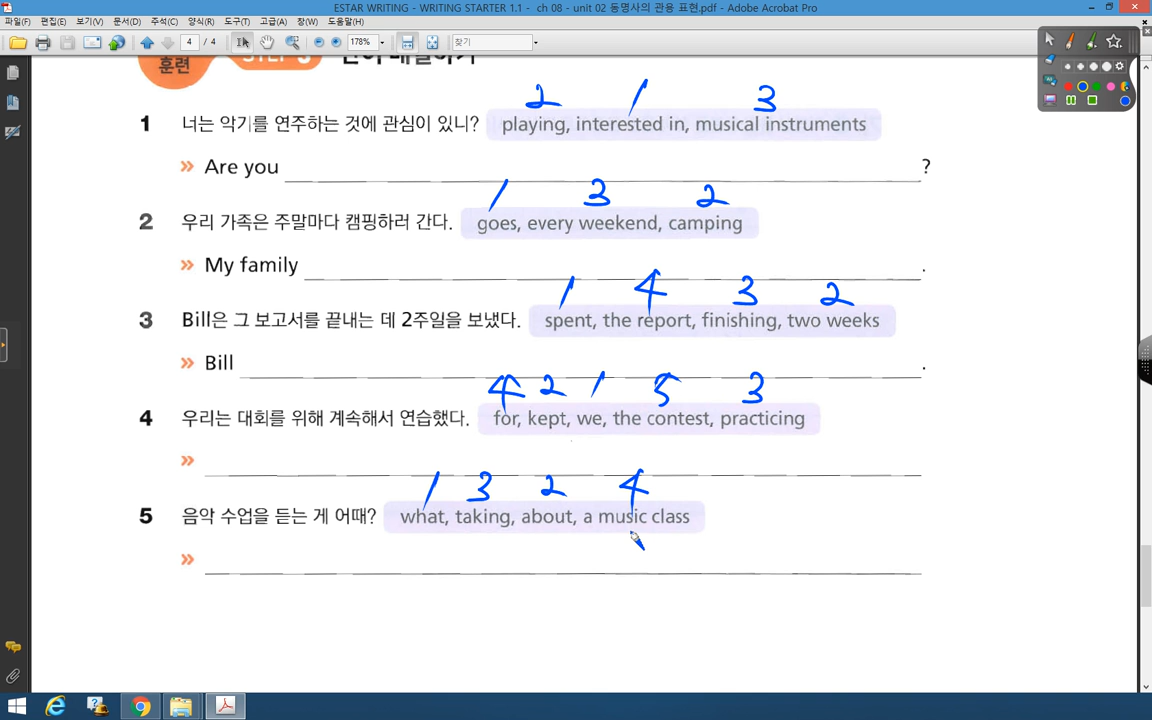 ESTAR WRITING - WRITING STARTER 1.1 - ch 08 - unit 02 동명사의 관용 표현.pdf - Adobe Acrobat Pro
파일(F) 편집(E) 보기(V) 문서(D) 주석(C) 양식(R) 도구(T) 고급(A) 창(W) 도움말(H)
4 / 4 178% 찾기
훈련
2 1 3
1 너는 악기를 연주하는 것에 관심이 있니? playing, interested in, musical instruments
» Are you ?
1 3 2
2 우리 가족은 주말마다 캠핑하러 간다. goes, every weekend, camping
» My family .
1 4 3 2
3 Bill은 그 보고서를 끝내는 데 2주일을 보냈다. spent, the report, finishing, two weeks
» Bill .
4 2 1 5 3
4 우리는 대회를 위해 계속해서 연습했다. for, kept, we, the contest, practicing
»
1 3 2 4
5 음악 수업을 듣는 게 어때? what, taking, about, a music class
»